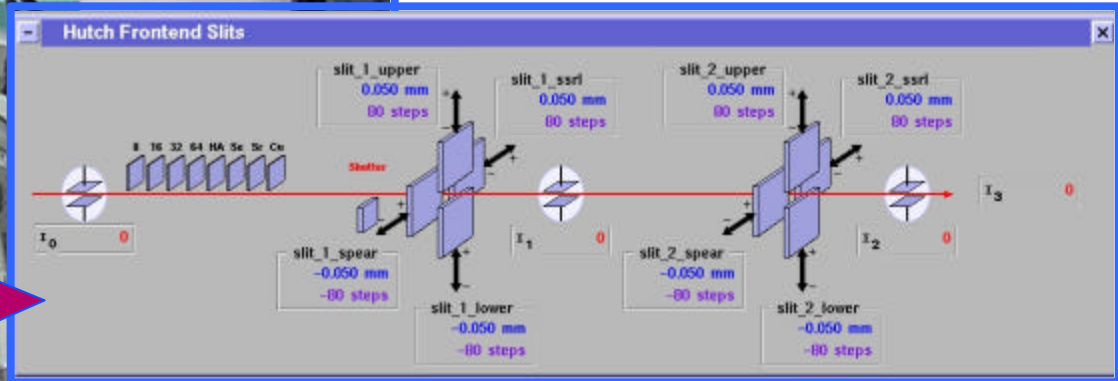 Hutch Frontend Slits
slit_1_upper
0.050 mm
80 steps
slit_1_ssrl
0.050 mm
80 steps
slit_2_upper
0.050 mm
80 steps
slit_2_ssrl
0.050 mm
80 steps
8 16 32 64 HA Se Sr Cu
Shutter
I0 0
I1 0
I2 0
I3 0
slit_1_spear
-0.050 mm
-80 steps
slit_2_spear
-0.050 mm
-80 steps
slit_1_lower
-0.050 mm
-80 steps
slit_2_lower
-0.050 mm
-80 steps